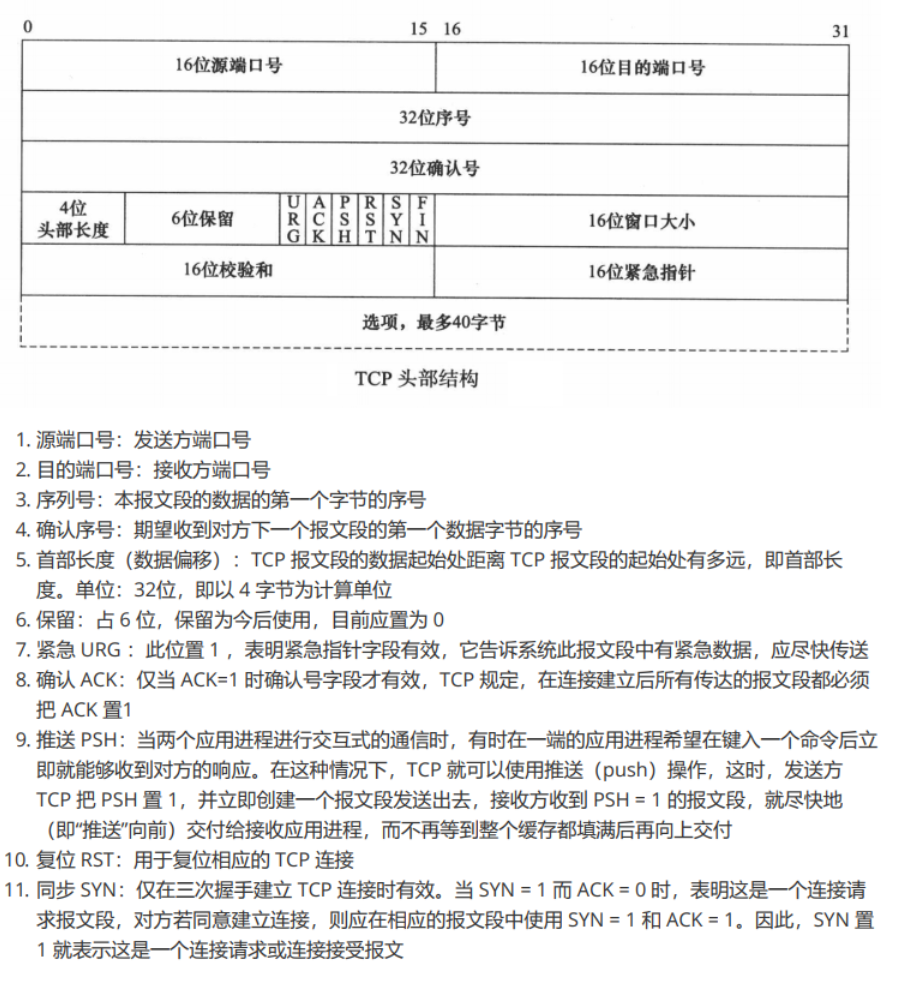 0 15 16 31
16位源端口号 16位目的端口号
32位序号
32位确认号
4位头部长度 6位保留 URG ACK PSH RST SYN FIN 16位窗口大小
16位校验和 16位紧急指针
选项，最多40字节
TCP 头部结构
1. 源端口号：发送方端口号
2. 目的端口号：接收方端口号
3. 序列号：本报文段的数据的第一个字节的序号
4. 确认序号：期望收到对方下一个报文段的第一个数据字节的序号
5. 首部长度（数据偏移）：TCP 报文段的数据起始处距离 TCP 报文段的起始处有多远，即首部长
度。单位：32位，即以 4 字节为计算单位
6. 保留：占 6 位，保留为今后使用，目前应置为 0
7. 紧急 URG ：此位置 1 ，表明紧急指针字段有效，它告诉系统此报文段中有紧急数据，应尽快传送
8. 确认 ACK：仅当 ACK=1 时确认号字段才有效，TCP 规定，在连接建立后所有传达的报文段都必须
把 ACK 置1
9. 推送 PSH：当两个应用进程进行交互式的通信时，有时在一端的应用进程希望在键入一个命令后立
即就能够收到对方的响应。在这种情况下，TCP 就可以使用推送（push）操作，这时，发送方
TCP 把 PSH 置 1，并立即创建一个报文段发送出去，接收方收到 PSH = 1 的报文段，就尽快地
（即“推送”向前）交付给接收应用进程，而不再等到整个缓存都填满后再向上交付
10. 复位 RST：用于复位相应的 TCP 连接
11. 同步 SYN：仅在三次握手建立 TCP 连接时有效。当 SYN = 1 而 ACK = 0 时，表明这是一个连接请
求报文段，对方若同意建立连接，则应在相应的报文段中使用 SYN = 1 和 ACK = 1。因此，SYN 置
1 就表示这是一个连接请求或连接接受报文